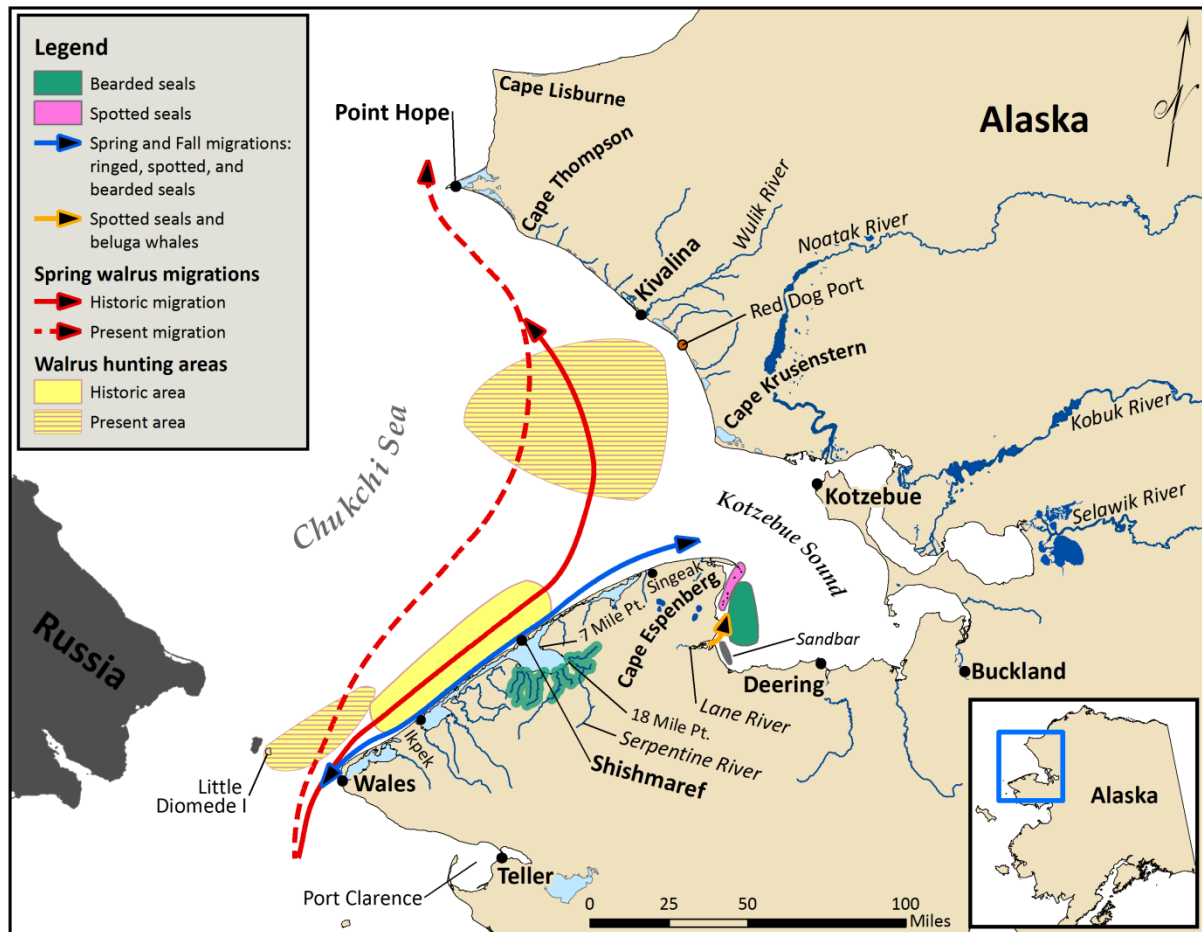 Legend
Bearded seals
Spotted seals
Spring and Fall migrations:
ringed, spotted, and
bearded seals
Spotted seals and
beluga whales
Spring walrus migrations
Historic migration
Present migration
Walrus hunting areas
Historic area
Present area
Cape Lisburne
Point Hope
Alaska
Cape Thompson
Wulik River
Noatak River
Kivalina
Red Dog Port
Cape Krusenstern
Kobuk River
Chukchi Sea
Kotzebue
Selawik River
Kotzebue Sound
Singeak
7 Mile Pt.
Cape Espenberg
Russia
Sandbar
Deering
Buckland
Lane River
18 Mile Pt.
Serpentine River
Ikpek
Shishmaref
Little
Diomede I
Wales
Alaska
Teller
Port Clarence
0 25 50 100
Miles